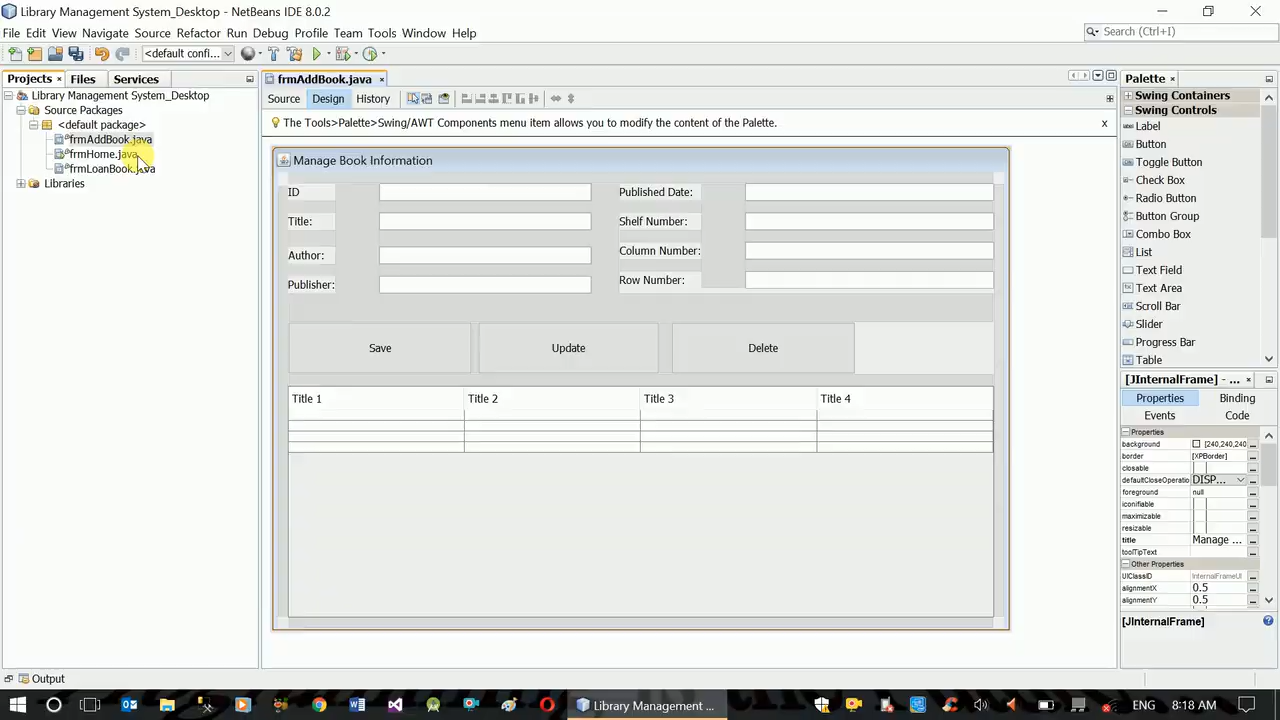 Library Management System_Desktop - NetBeans IDE 8.0.2
File Edit View Navigate Source Refactor Run Debug Profile Team Tools Window Help
Search (Ctrl+I)
<default confi...
Projects × Files Services
frmAddBook.java ×
Palette ×
Library Management System_Desktop
Source Packages
<default package>
frmAddBook.java
frmHome.java
frmLoanBook.java
Libraries
Source Design History
The Tools>Palette>Swing/AWT Components menu item allows you to modify the content of the Palette. x
Manage Book Information
ID Published Date:
Title: Shelf Number:
Author: Column Number:
Publisher: Row Number:
Save Update Delete
Title 1 Title 2 Title 3 Title 4
Swing Containers
Swing Controls
Label
Button
Toggle Button
Check Box
Radio Button
Button Group
Combo Box
List
Text Field
Text Area
Scroll Bar
Slider
Progress Bar
Table
[JInternalFrame] - ... ×
Properties Binding
Events Code
Properties
background [240,240,240 ...
border [XPBorder] ...
closable ...
defaultCloseOperatio DISP... ...
foreground null ...
iconifiable ...
maximizable ...
resizable ...
title Manage ... ...
toolTipText ...
Other Properties
UIClassID InternalFrameUI ...
alignmentX 0.5 ...
alignmentY 0.5 ...
[JInternalFrame]
Output
Library Management ...
ENG 8:18 AM